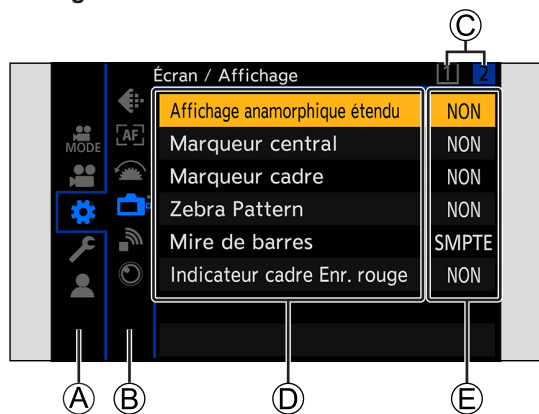 C
Écran / Affichage 1 2
Affichage anamorphique étendu NON
Marqueur central NON
Marqueur cadre NON
Zebra Pattern NON
Mire de barres SMPTE
Indicateur cadre Enr. rouge NON
MODE
AF
A B D E